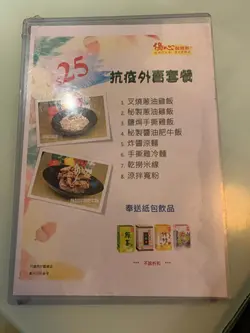 25 抗疫外賣套餐
1. 叉燒蔥油雞飯
2. 秘製蔥油雞飯
3. 鹽焗手撕雞飯
4. 秘製醬油肥牛飯
5. 炸醬涼麵
6. 手撕雞冷麵
7. 乾撈米線
8. 涼拌寬粉
奉送紙包飲品